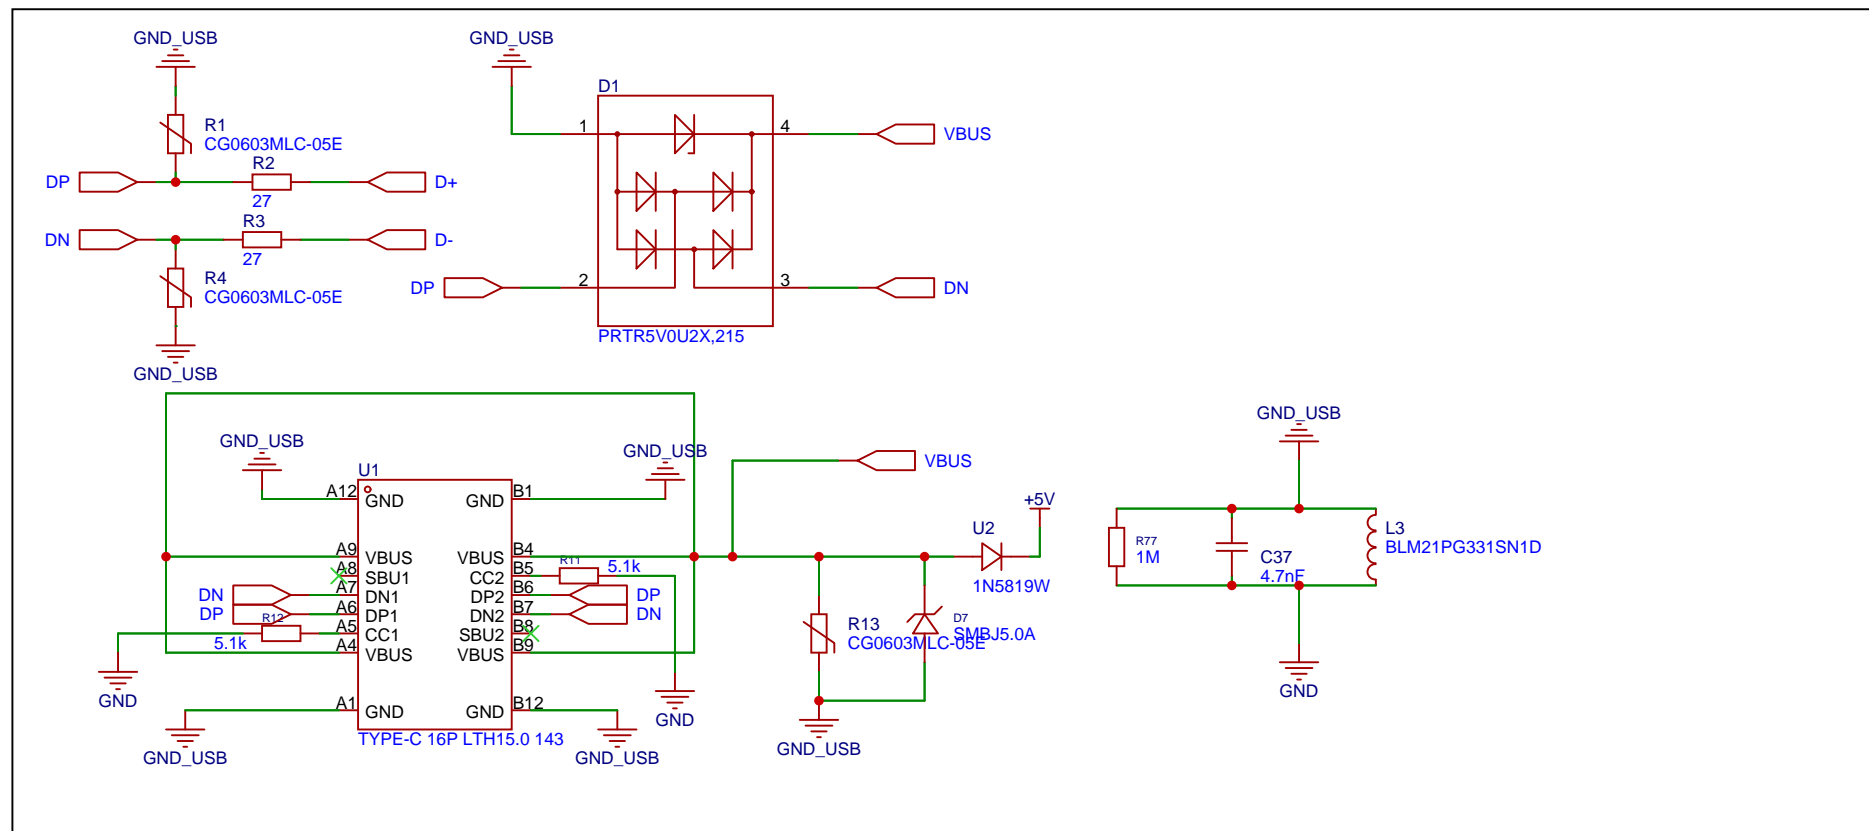 GND_USB
R1
CG0603MLC-05E
DP
R2
27
D+
DN
R3
27
D-
R4
CG0603MLC-05E
GND_USB
GND_USB
D1
1
4
VBUS
DP
2
3
DN
PRTR5V0U2X,215
GND_USB
GND_USB
U1
A12 GND
GND B1
A9 VBUS
VBUS B4
A8 SBU1
CC2 B5
R11
5.1k
DN
A7 DN1
DP2 B6
DP
DP
A6 DP1
DN2 B7
DN
R12
5.1k
A5 CC1
SBU2 B8
A4 VBUS
VBUS B9
GND
GND
A1 GND
GND B12
GND_USB
GND_USB
TYPE-C 16P LTH15.0 143
VBUS
+5V
U2
1N5819W
R13
CG0603MLC-05E
D7
SMBJ5.0A
GND_USB
GND_USB
R77
1M
C37
4.7nF
L3
BLM21PG331SN1D
GND